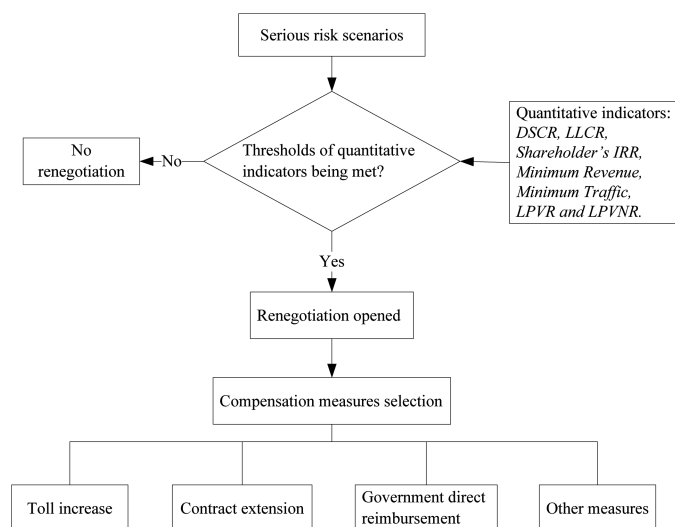 Serious risk scenarios
Thresholds of quantitative
indicators being met?
Quantitative indicators:
DSCR, LLCR,
Shareholder's IRR,
Minimum Revenue,
Minimum Traffic,
LPVR and LPVNR.
No
No
renegotiation
Yes
Renegotiation opened
Compensation measures selection
Toll increase
Contract extension
Government direct
reimbursement
Other measures